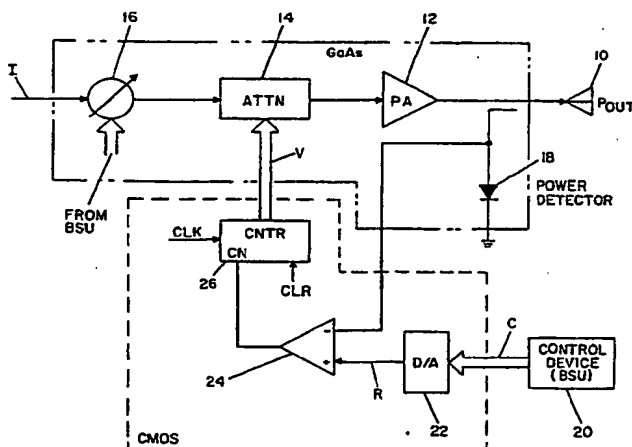 16
14
12
10
GaAs
I
ATTN
PA
POUT
18
V
POWER
DETECTOR
FROM
BSU
CLK
CNTR
CN
26
CLR
24
-
+
R
D/A
22
C
CONTROL
DEVICE
(BSU)
20
CMOS